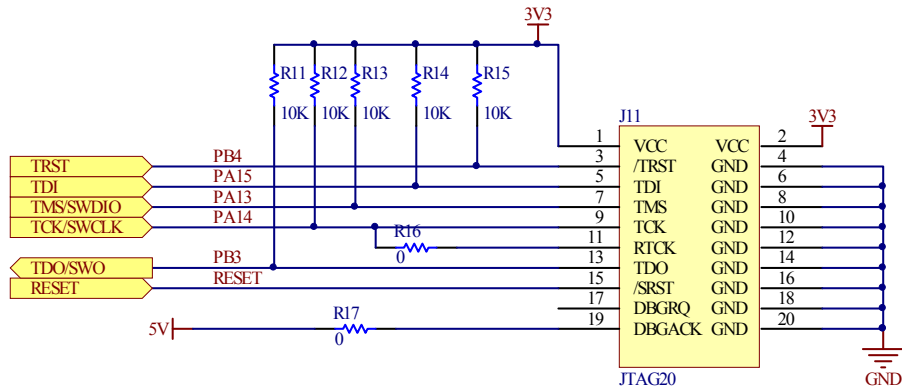 3V3
R11 R12 R13 R14 R15
10K 10K 10K 10K 10K
J11
3V3
1 VCC VCC 2
TRST PB4 3 /TRST GND 4
TDI PA15 5 TDI GND 6
TMS/SWDIO PA13 7 TMS GND 8
TCK/SWCLK PA14 9 TCK GND 10
R16
0
11 RTCK GND 12
TDO/SWO PB3 13 TDO GND 14
RESET RESET 15 /SRST GND 16
17 DBGRQ GND 18
5V R17
0
19 DBGACK GND 20
JTAG20
GND